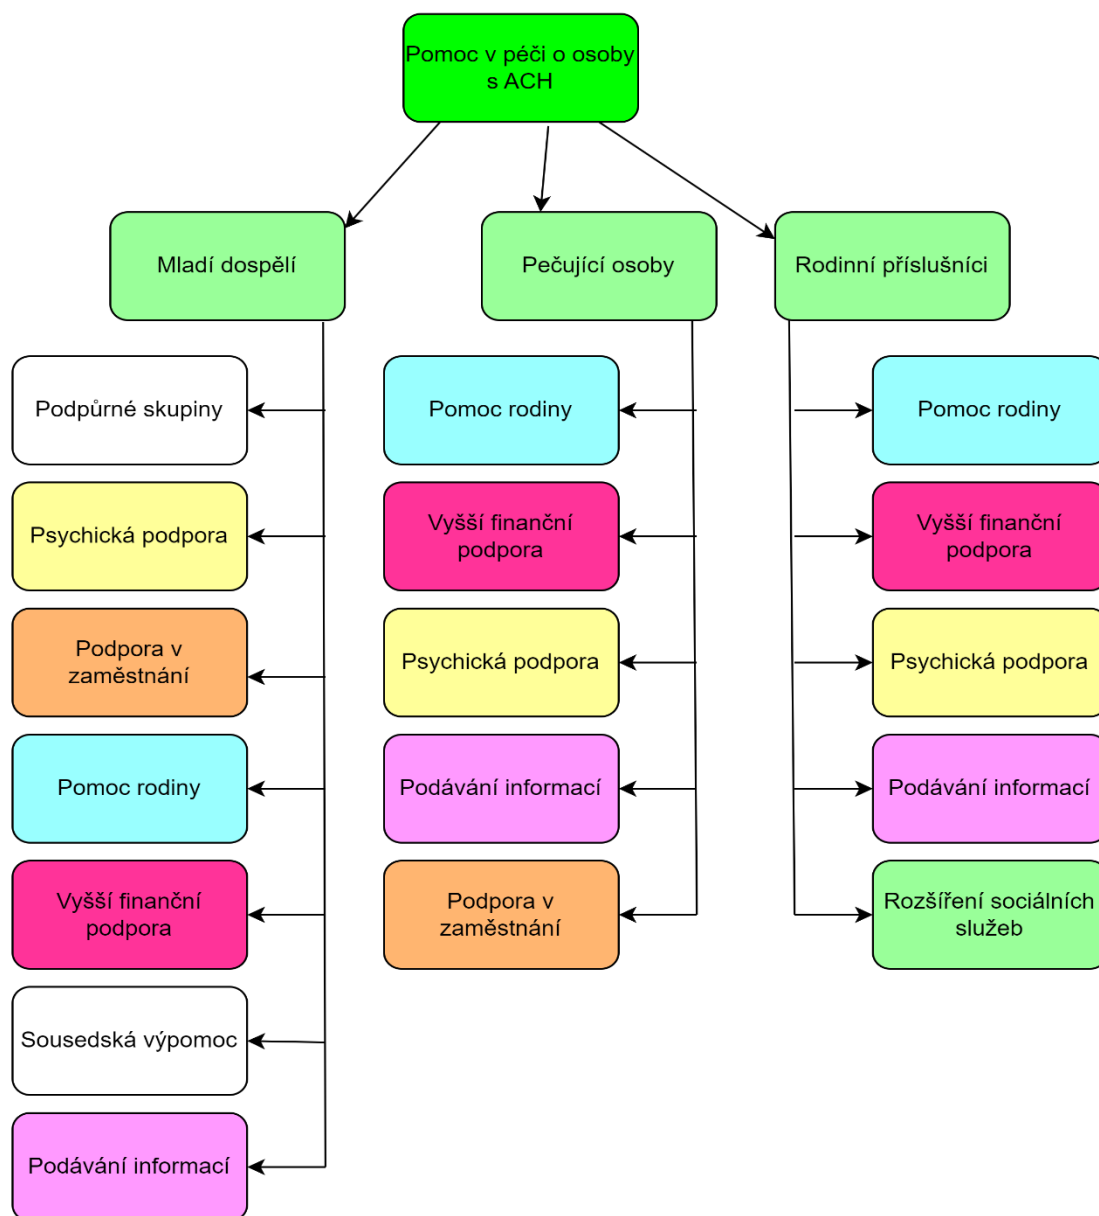 Pomoc v péči o osoby
s ACH
Mladí dospělí
Pečující osoby
Rodinní příslušníci
Podpůrné skupiny
Psychická podpora
Podpora v
zaměstnání
Pomoc rodiny
Vyšší finanční
podpora
Sousedská výpomoc
Podávání informací
Pomoc rodiny
Vyšší finanční
podpora
Psychická podpora
Podávání informací
Podpora v
zaměstnání
Pomoc rodiny
Vyšší finanční
podpora
Psychická podpora
Podávání informací
Rozšíření sociálních
služeb